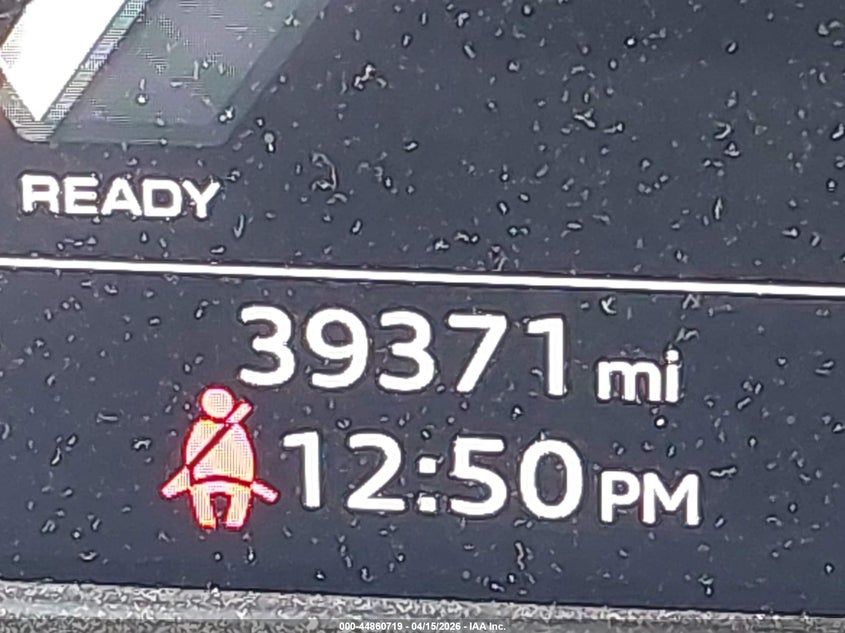 READY
39371 mi
12:50 PM
000-44860719 - 04/15/2026 - IAA Inc.